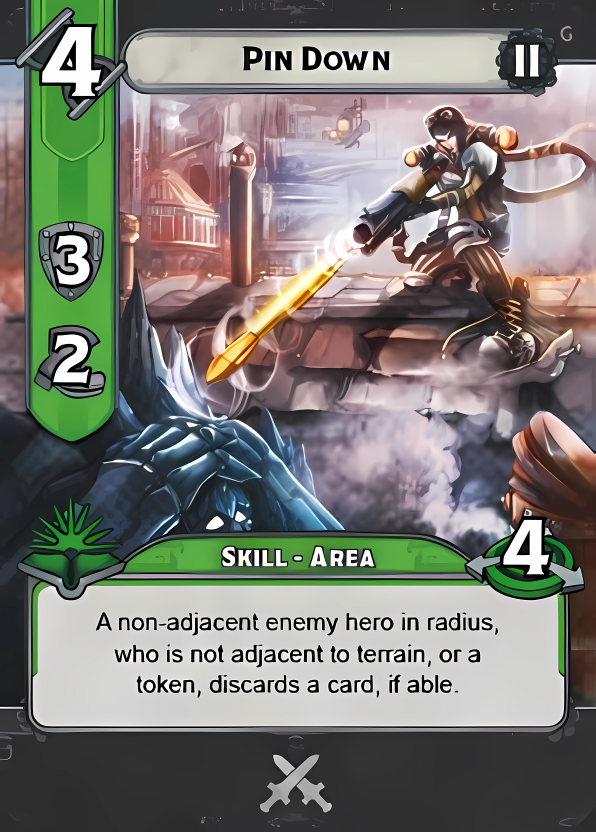 4
PIN DOWN
II
G
3
2
SKILL - AREA
4
A non-adjacent enemy hero in radius,
who is not adjacent to terrain, or a
token, discards a card, if able.